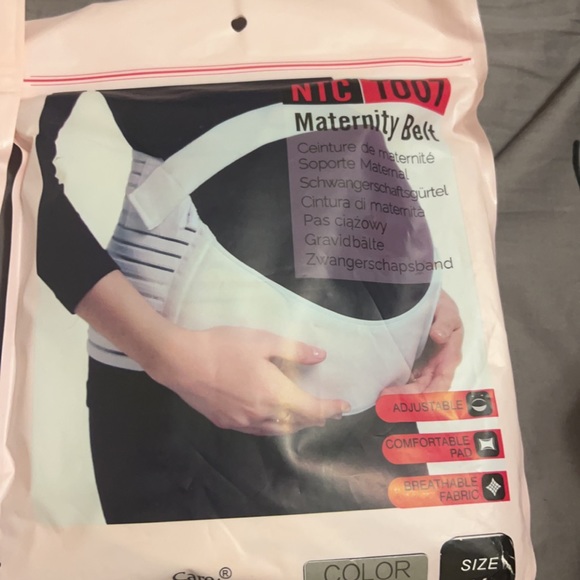 NTC 1007
Maternity Belt
Ceinture de maternité
Soporte Maternal
Schwangerschaftsgürtel
Cintura di maternità
Pas ciążowy
Gravidbälte
Zwangerschapsband
ADJUSTABLE
COMFORTABLE
PAD
BREATHABLE
FABRIC
Care®
COLOR
SIZE